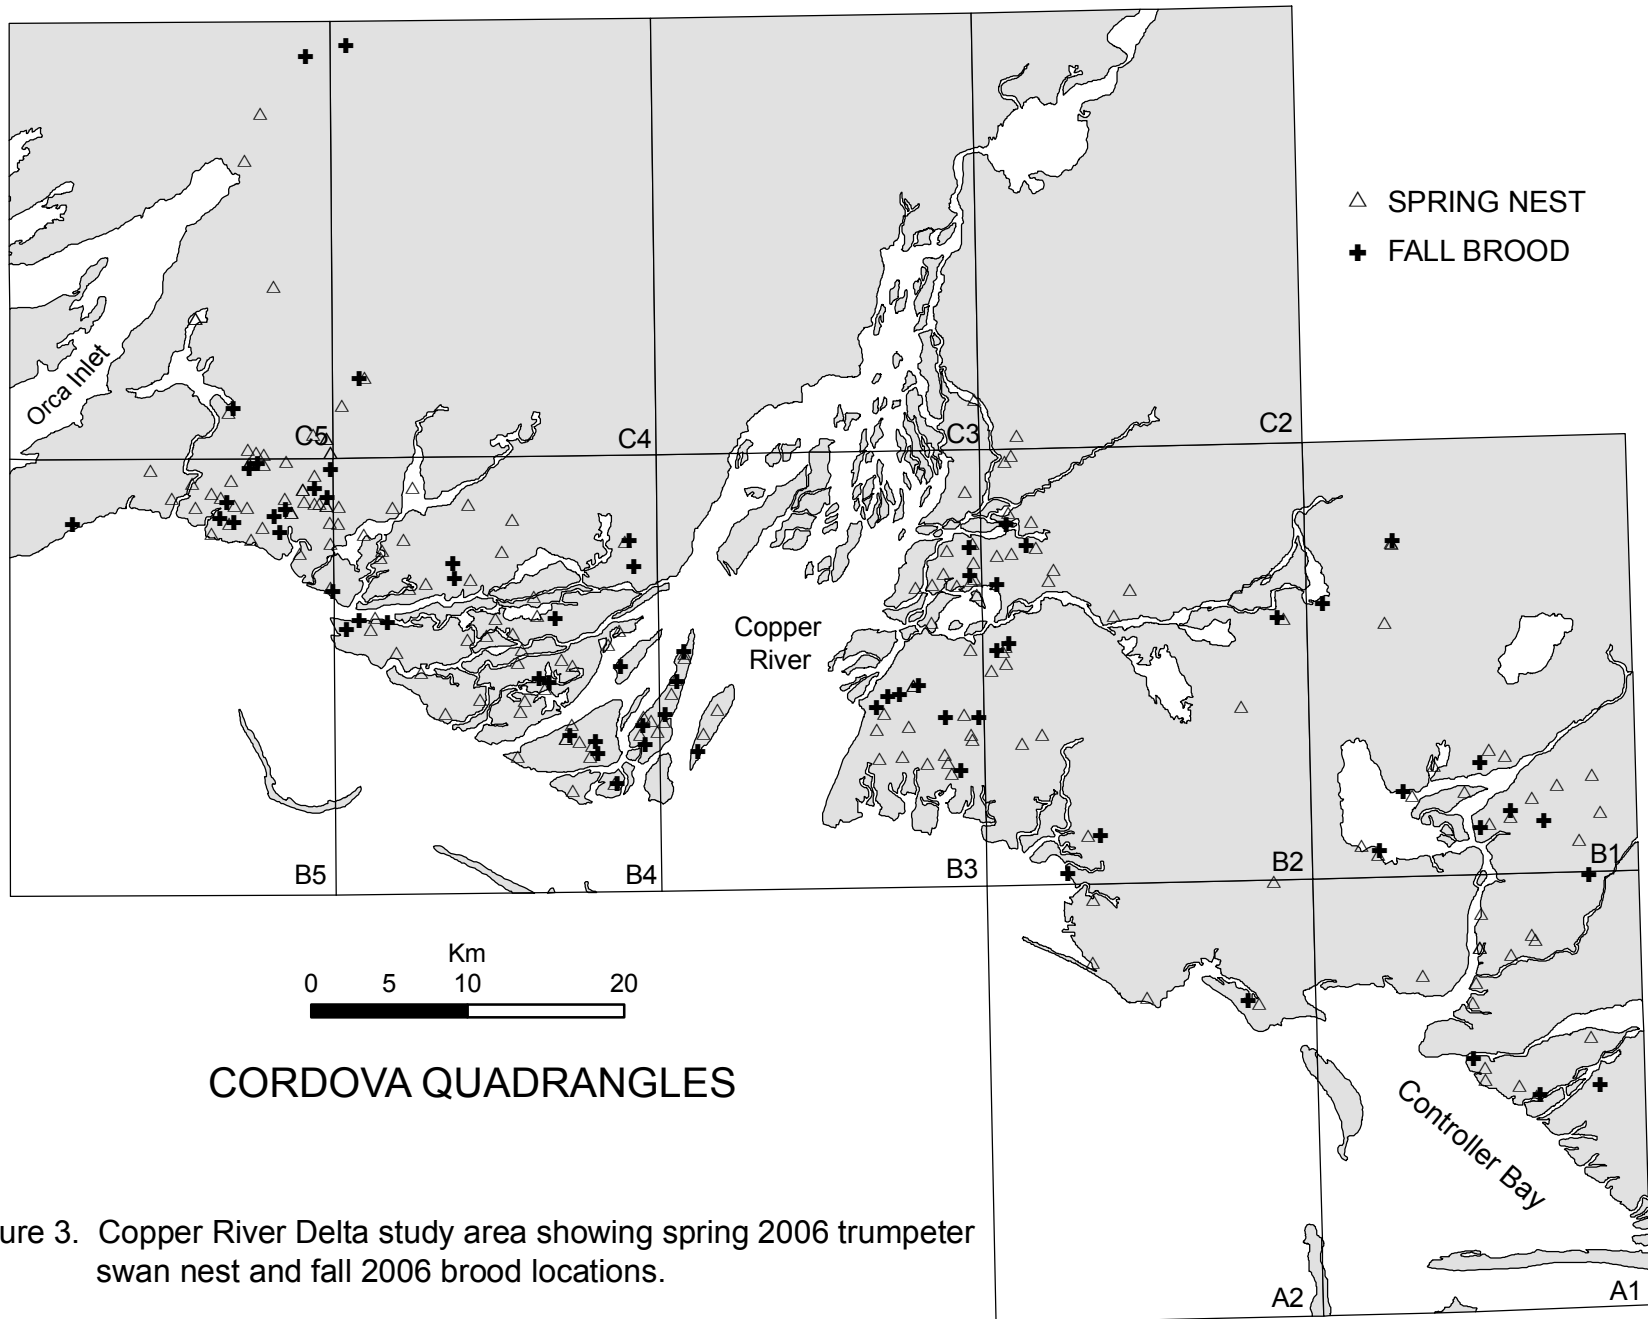 SPRING NEST
FALL BROOD
Orca Inlet
C5
C4
C3
C2
Copper
River
B5
B4
B3
B2
B1
Km
0 5 10 20
CORDOVA QUADRANGLES
Controller Bay
ure 3. Copper River Delta study area showing spring 2006 trumpeter
swan nest and fall 2006 brood locations.
A2
A1